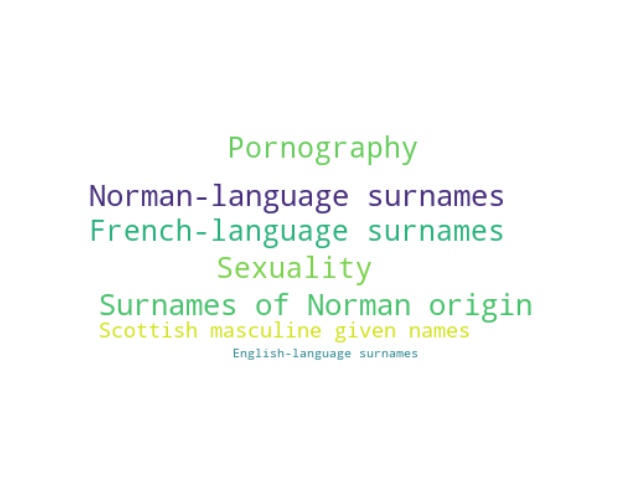 Pornography
Norman-language surnames
French-language surnames
Sexuality
Surnames of Norman origin
Scottish masculine given names
English-language surnames